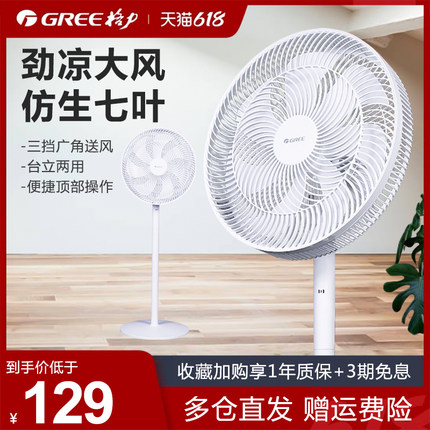 GREE 格力 天猫618
劲凉大风
仿生七叶
三挡广角送风
台立两用
便捷顶部操作
GREE
到手价低于
¥129
收藏加购享1年质保+3期免息
多仓直发 赠运费险